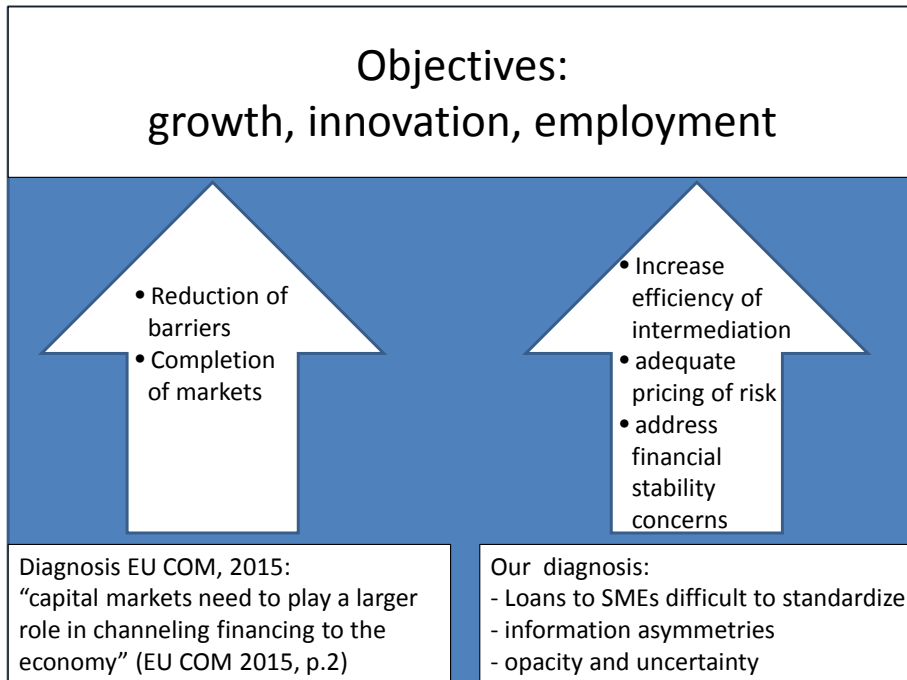 Objectives:
growth, innovation, employment
• Reduction of
barriers
• Completion
of markets
• Increase
efficiency of
intermediation
• adequate
pricing of risk
• address
financial
stability
concerns
Diagnosis EU COM, 2015:
“capital markets need to play a larger
role in channeling financing to the
economy” (EU COM 2015, p.2)
Our  diagnosis:
- Loans to SMEs difficult to standardize
- information asymmetries
- opacity and uncertainty